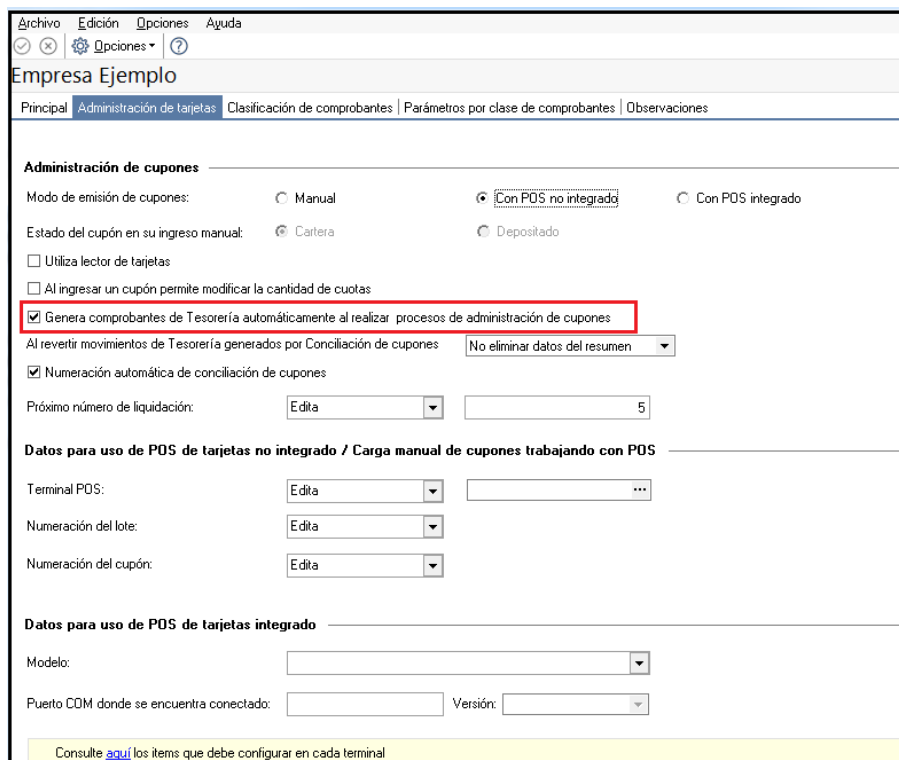 Archivo Edición Opciones Ayuda
Opciones
Empresa Ejemplo
Principal Administración de tarjetas Clasificación de comprobantes Parámetros por clase de comprobantes Observaciones
Administración de cupones
Modo de emisión de cupones: Manual Con POS no integrado Con POS integrado
Estado del cupón en su ingreso manual: Cartera Depositado
Utiliza lector de tarjetas
Al ingresar un cupón permite modificar la cantidad de cuotas
Genera comprobantes de Tesorería automáticamente al realizar procesos de administración de cupones
Al revertir movimientos de Tesorería generados por Conciliación de cupones No eliminar datos del resumen
Numeración automática de conciliación de cupones
Próximo número de liquidación: Edita 5
Datos para uso de POS de tarjetas no integrado / Carga manual de cupones trabajando con POS
Terminal POS: Edita ...
Numeración del lote: Edita
Numeración del cupón: Edita
Datos para uso de POS de tarjetas integrado
Modelo:
Puerto COM donde se encuentra conectado: Versión:
Consulte aquí los items que debe configurar en cada terminal